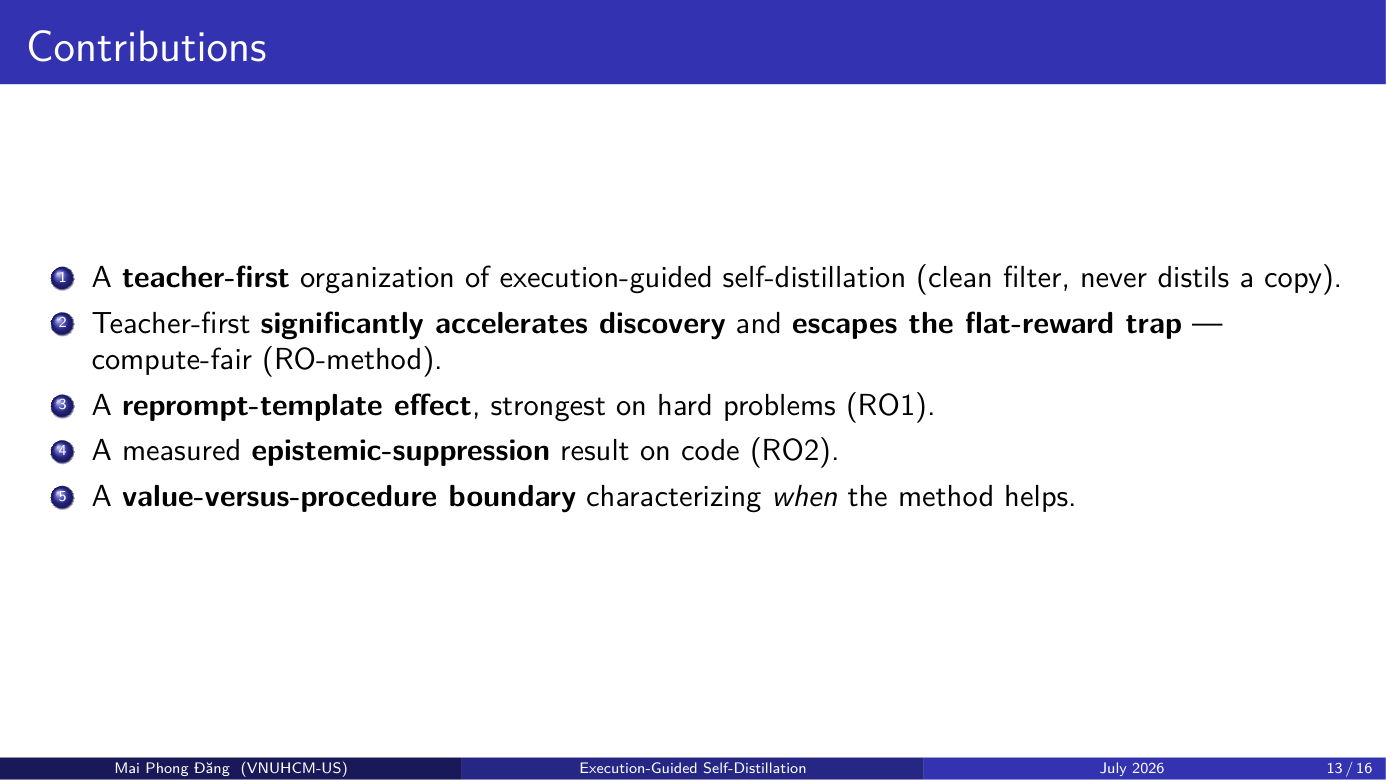 Contributions
1 A teacher-first organization of execution-guided self-distillation (clean filter, never distils a copy).
2 Teacher-first significantly accelerates discovery and escapes the flat-reward trap —
compute-fair (RO-method).
3 A reprompt-template effect, strongest on hard problems (RO1).
4 A measured epistemic-suppression result on code (RO2).
5 A value-versus-procedure boundary characterizing when the method helps.
Mai Phong Đăng (VNUHCM-US) Execution-Guided Self-Distillation July 2026 13 / 16